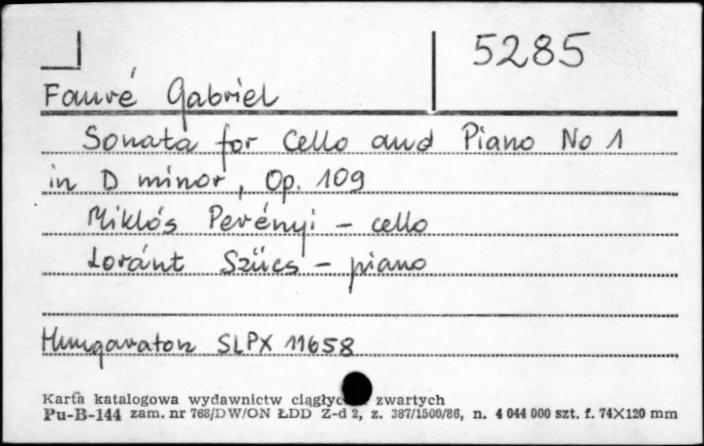 5285
Fauré Gabriel
Sonata for Cello and Piano No 1
in D minor, Op. 109
Miklós Perényi – cello
Loránt Szücs – piano
Hungaraton SLPX 11658
Karta katalogowa wydawnictw zwartych
Pu-B-144 zam. nr 768/DW/ON ŁDD Z-d 2, z. 387/1500/86, n. 4 044 000 szt. f. 74X120 mm